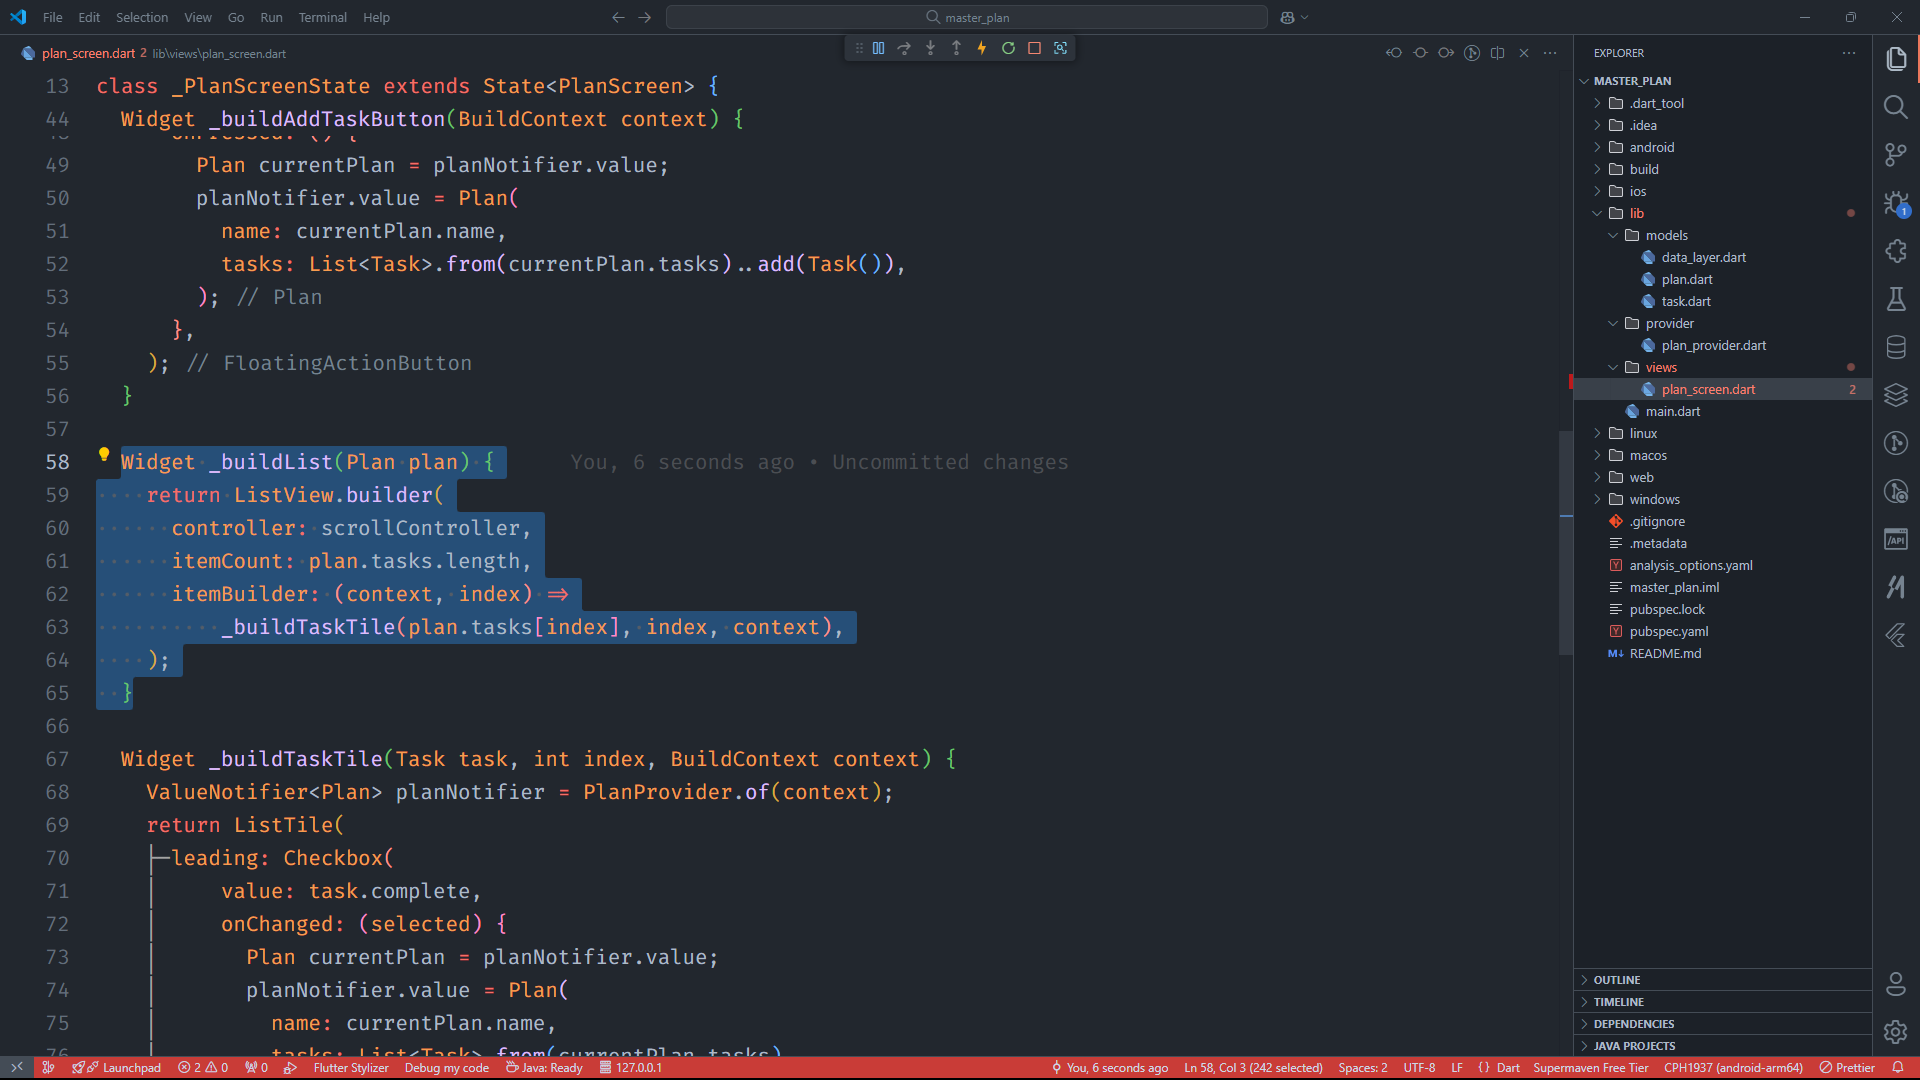 File Edit Selection View Go Run Terminal Help
master_plan
plan_screen.dart 2 lib\views\plan_screen.dart
13 class _PlanScreenState extends State<PlanScreen> {
44 Widget _buildAddTaskButton(BuildContext context) {
49 Plan currentPlan = planNotifier.value;
50 planNotifier.value = Plan(
51 name: currentPlan.name,
52 tasks: List<Task>.from(currentPlan.tasks)..add(Task()),
53 ); // Plan
54 },
55 ); // FloatingActionButton
56 }
57
58 Widget _buildList(Plan plan) { You, 6 seconds ago • Uncommitted changes
59 return ListView.builder(
60 controller: scrollController,
61 itemCount: plan.tasks.length,
62 itemBuilder: (context, index) =>
63 _buildTaskTile(plan.tasks[index], index, context),
64 );
65 }
66
67 Widget _buildTaskTile(Task task, int index, BuildContext context) {
68 ValueNotifier<Plan> planNotifier = PlanProvider.of(context);
69 return ListTile(
70 leading: Checkbox(
71 value: task.complete,
72 onChanged: (selected) {
73 Plan currentPlan = planNotifier.value;
74 planNotifier.value = Plan(
75 name: currentPlan.name,
76 tasks: List<Task>.from(currentPlan.tasks)
EXPLORER
MASTER_PLAN
.dart_tool
.idea
android
build
ios
lib
models
data_layer.dart
plan.dart
task.dart
provider
plan_provider.dart
views
plan_screen.dart 2
main.dart
linux
macos
web
windows
.gitignore
.metadata
analysis_options.yaml
master_plan.iml
pubspec.lock
pubspec.yaml
README.md
OUTLINE
TIMELINE
DEPENDENCIES
JAVA PROJECTS
1
/API
Launchpad 2 0 0 Flutter Stylizer Debug my code Java: Ready 127.0.0.1 You, 6 seconds ago Ln 58, Col 3 (242 selected) Spaces: 2 UTF-8 LF {} Dart Supermaven Free Tier CPH1937 (android-arm64) Prettier